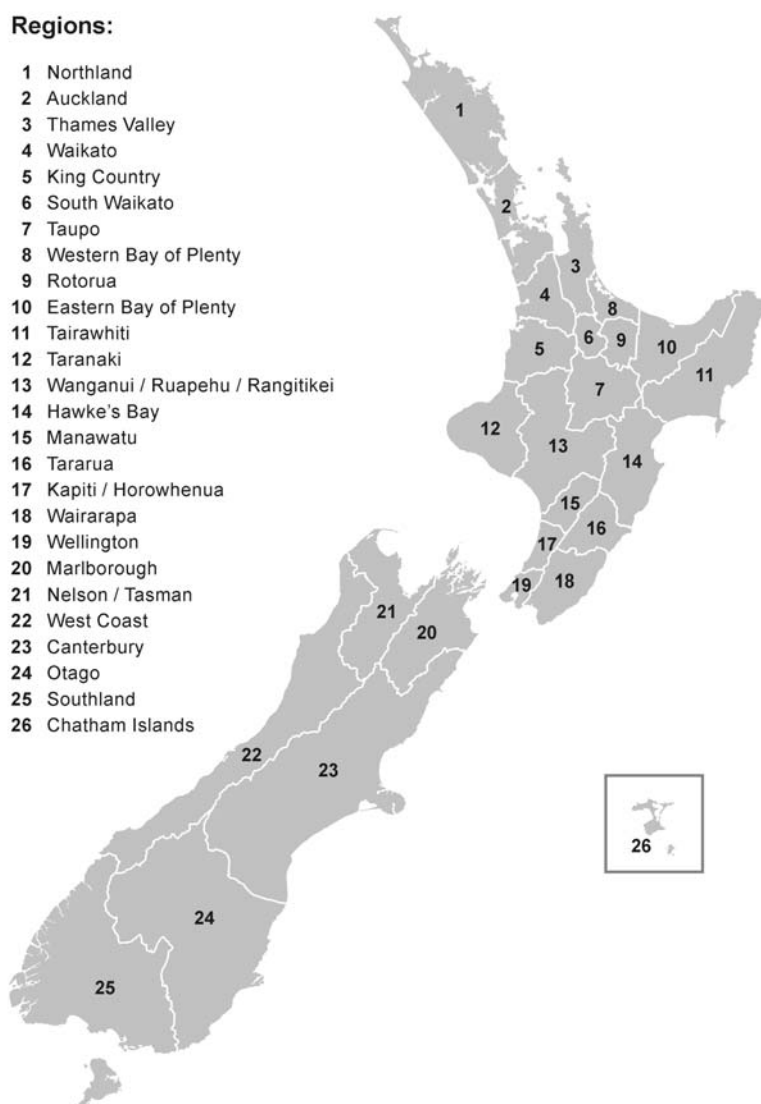 Regions:
1 Northland
2 Auckland
3 Thames Valley
4 Waikato
5 King Country
6 South Waikato
7 Taupo
8 Western Bay of Plenty
9 Rotorua
10 Eastern Bay of Plenty
11 Tairawhiti
12 Taranaki
13 Wanganui / Ruapehu / Rangitikei
14 Hawke's Bay
15 Manawatu
16 Tararua
17 Kapiti / Horowhenua
18 Wairarapa
19 Wellington
20 Marlborough
21 Nelson / Tasman
22 West Coast
23 Canterbury
24 Otago
25 Southland
26 Chatham Islands
1
2
3
4
8
6
9
5
10
11
7
12
13
14
15
16
17
19
18
21
20
22
23
26
24
25